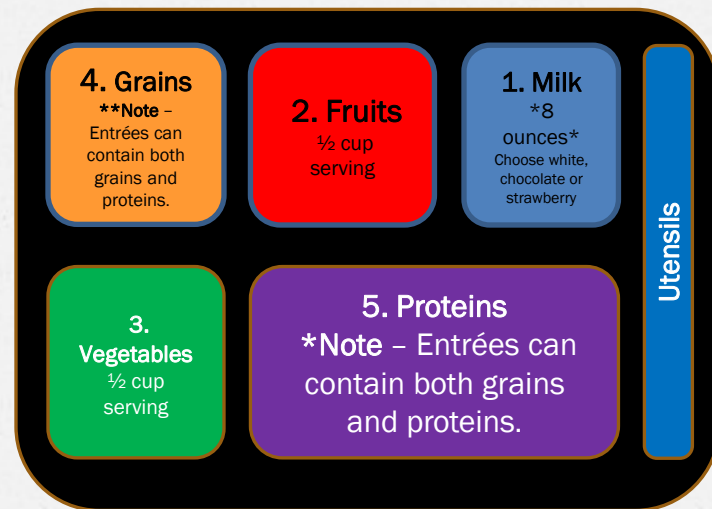 4. Grains
**Note –
Entrées can
contain both
grains and
proteins.
2. Fruits
½ cup
serving
1. Milk
*8
ounces*
Choose white,
chocolate or
strawberry
Utensils
3.
Vegetables
½ cup
serving
5. Proteins
*Note – Entrées can
contain both grains
and proteins.